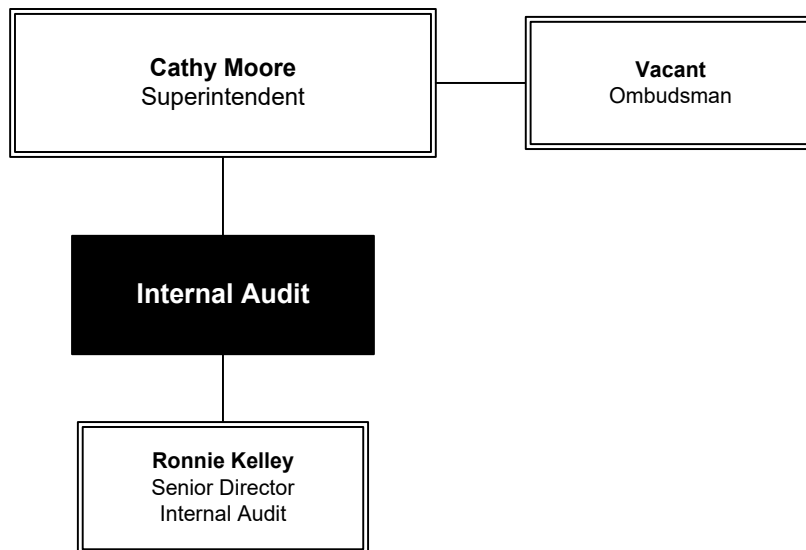 Cathy Moore
Superintendent
Vacant
Ombudsman
Internal Audit
Ronnie Kelley
Senior Director
Internal Audit